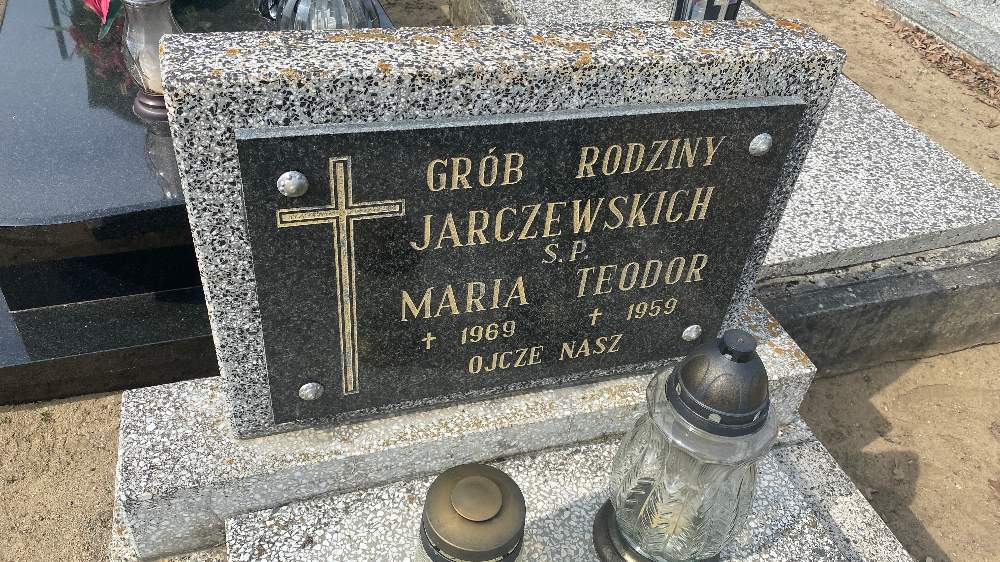 GRÓB RODZINY
JARCZEWSKICH
S.P.
MARIA TEODOR
✝ 1969 ✝ 1959
OJCZE NASZ